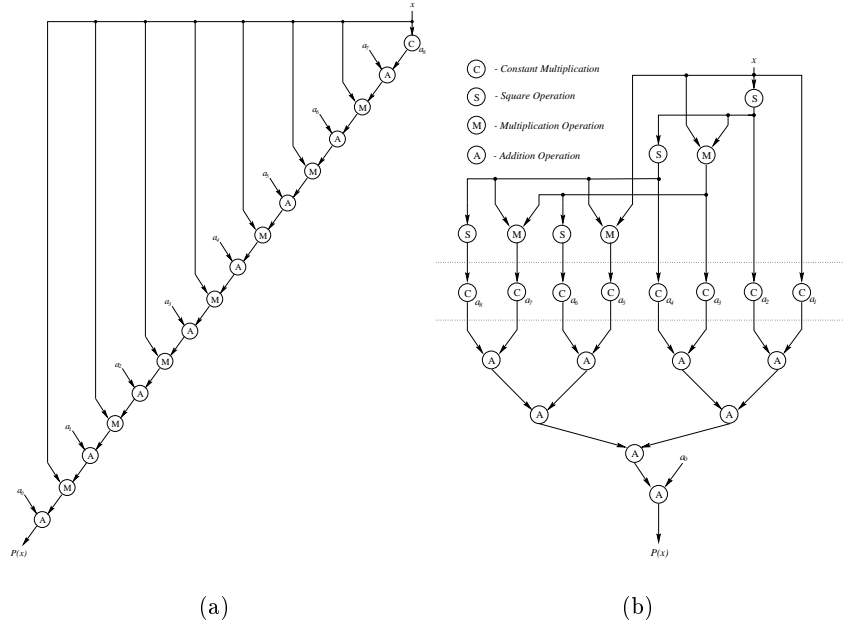 x
C
a8
a7
A
M
a6
A
M
a5
A
M
a4
A
M
a3
A
M
a2
A
M
a1
A
M
a0
A
P(x)
(a)
C - Constant Multiplication
S - Square Operation
M - Multiplication Operation
A - Addition Operation
x
S
S M
S M S M
C a8 C a7 C a6 C a5 C a4 C a3 C a2 C a1
A A A A
A A
A a0
A
P(x)
(b)